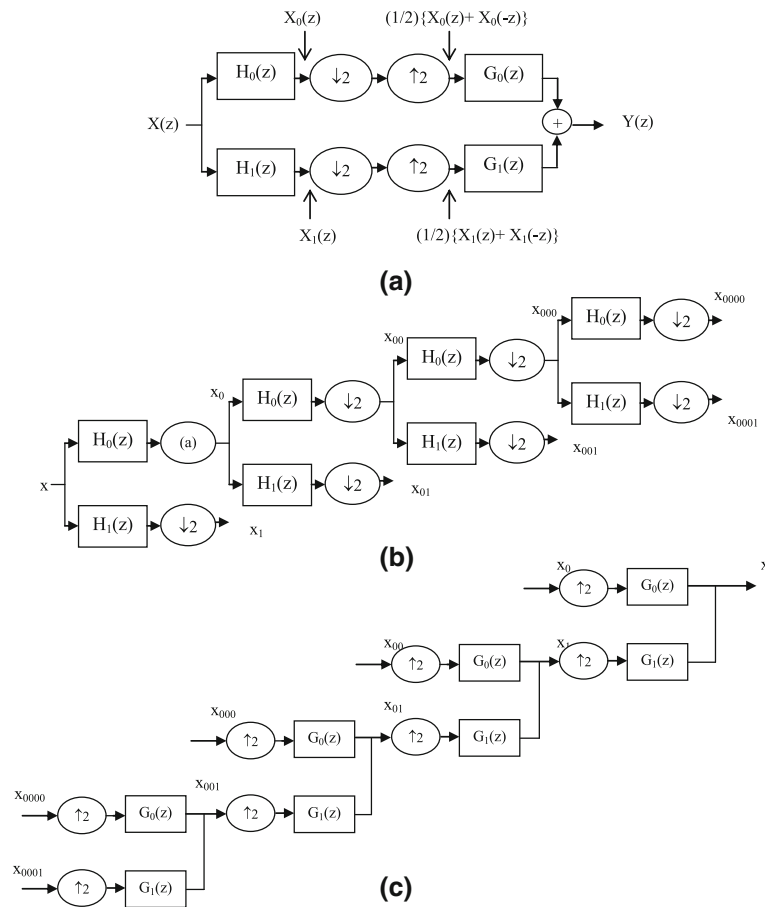 X₀(z) (1/2){X₀(z)+ X₀(-z)}
H₀(z) ↓2 ↑2 G₀(z)
X(z) + Y(z)
H₁(z) ↓2 ↑2 G₁(z)
X₁(z) (1/2){X₁(z)+ X₁(-z)}
(a)
x₀₀₀ H₀(z) ↓2 x₀₀₀₀
x₀₀ H₀(z) ↓2
x₀ H₀(z) ↓2 H₁(z) ↓2 x₀₀₀₁
H₀(z) (a) H₁(z) ↓2 x₀₀₁
x H₁(z) ↓2 x₀₁
H₁(z) ↓2 x₁
(b)
x₀ ↑2 G₀(z) x
x₀₀ ↑2 G₀(z) x₁ ↑2 G₁(z)
x₀₀₀ ↑2 G₀(z) x₀₁ ↑2 G₁(z)
x₀₀₀₀ ↑2 G₀(z) x₀₀₁ ↑2 G₁(z)
x₀₀₀₁ ↑2 G₁(z)
(c)